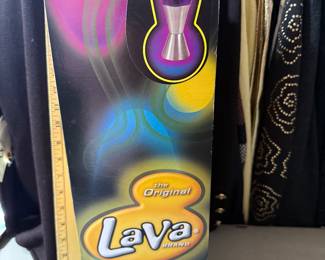 the
Original
Lava®
BRAND